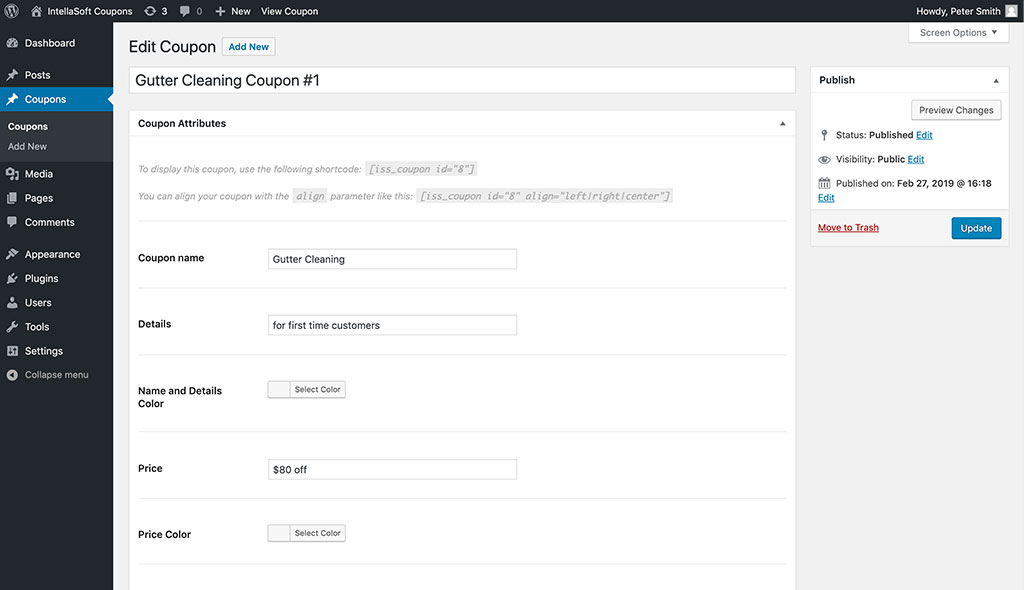 IntellaSoft Coupons 3 0 New View Coupon Howdy, Peter Smith
Dashboard
Posts
Coupons
Coupons
Add New
Media
Pages
Comments
Appearance
Plugins
Users
Tools
Settings
Collapse menu
Screen Options
Edit Coupon Add New
Gutter Cleaning Coupon #1
Coupon Attributes
To display this coupon, use the following shortcode: [iss_coupon id="8"]
You can align your coupon with the align parameter like this: [iss_coupon id="8" align="left|right|center"]
Coupon name Gutter Cleaning
Details for first time customers
Name and Details
Color
Select Color
Price $80 off
Price Color Select Color
Publish
Preview Changes
Status: Published Edit
Visibility: Public Edit
Published on: Feb 27, 2019 @ 16:18
Edit
Move to Trash Update